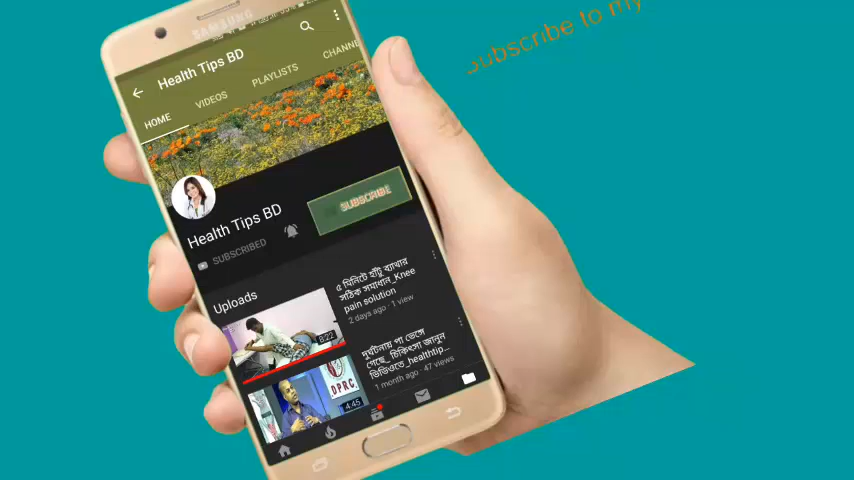 Subscribe to my
SAMSUNG
Health Tips BD
HOME VIDEOS PLAYLISTS CHANNE
Health Tips BD
SUBSCRIBED
SUBSCRIBE
Uploads
8:22
৫ মিনিটে হাঁটু ব্যাথার
সঠিক সমাধান_Knee
pain solution
2 days ago · 1 view
DPRC
4:45
দুর্ঘটনায় পা ভেঙ্গে
গেছে_চিকিৎসা জানুন
ভিডিওতে_healthtip...
1 month ago · 47 views